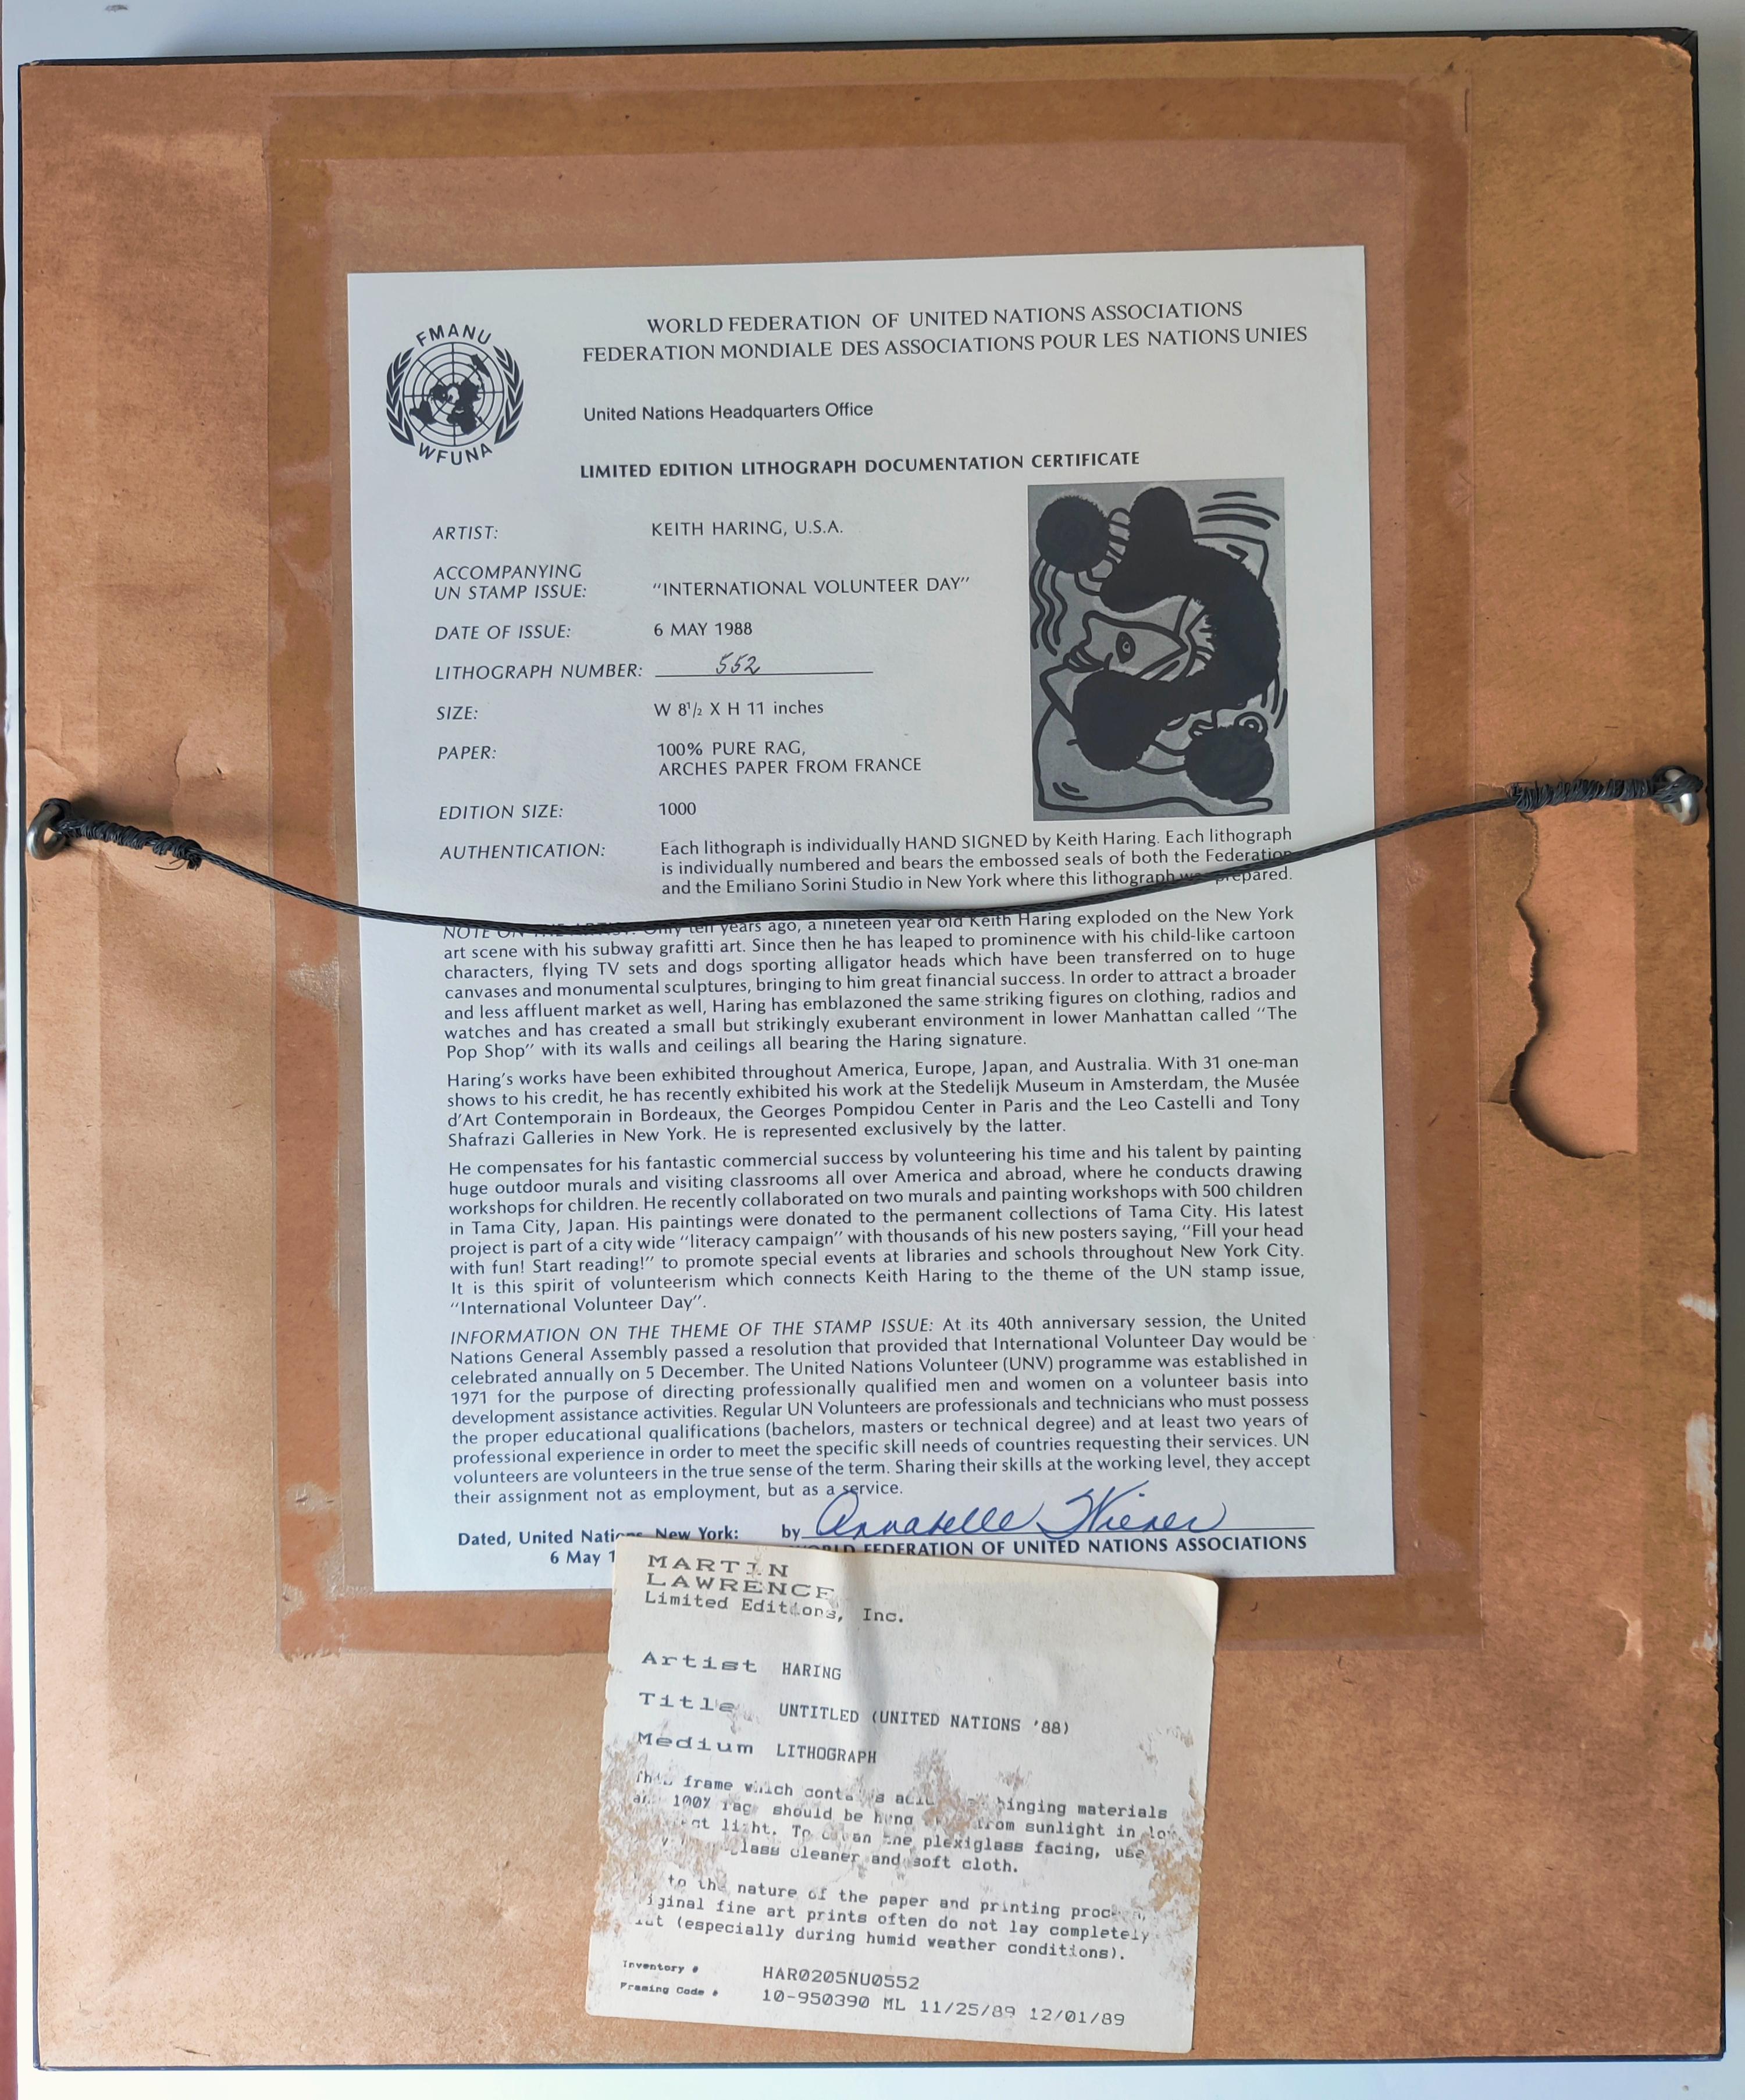 FMANU
WFUNA
WORLD FEDERATION OF UNITED NATIONS ASSOCIATIONS
FEDERATION MONDIALE DES ASSOCIATIONS POUR LES NATIONS UNIES
United Nations Headquarters Office
LIMITED EDITION LITHOGRAPH DOCUMENTATION CERTIFICATE
ARTIST: KEITH HARING, U.S.A.
ACCOMPANYING
UN STAMP ISSUE: "INTERNATIONAL VOLUNTEER DAY"
DATE OF ISSUE: 6 MAY 1988
LITHOGRAPH NUMBER: 552
SIZE: W 8½ X H 11 inches
PAPER: 100% PURE RAG,
ARCHES PAPER FROM FRANCE
EDITION SIZE: 1000
AUTHENTICATION: Each lithograph is individually HAND SIGNED by Keith Haring. Each lithograph
is individually numbered and bears the embossed seals of both the Federation
and the Emiliano Sorini Studio in New York where this lithograph was prepared.
NOTE ON THE ARTIST: Only ten years ago, a nineteen year old Keith Haring exploded on the New York
art scene with his subway grafitti art. Since then he has leaped to prominence with his child-like cartoon
characters, flying TV sets and dogs sporting alligator heads which have been transferred on to huge
canvases and monumental sculptures, bringing to him great financial success. In order to attract a broader
and less affluent market as well, Haring has emblazoned the same striking figures on clothing, radios and
watches and has created a small but strikingly exuberant environment in lower Manhattan called "The
Pop Shop" with its walls and ceilings all bearing the Haring signature.
Haring's works have been exhibited throughout America, Europe, Japan, and Australia. With 31 one-man
shows to his credit, he has recently exhibited his work at the Stedelijk Museum in Amsterdam, the Musée
d'Art Contemporain in Bordeaux, the Georges Pompidou Center in Paris and the Leo Castelli and Tony
Shafrazi Galleries in New York. He is represented exclusively by the latter.
He compensates for his fantastic commercial success by volunteering his time and his talent by painting
huge outdoor murals and visiting classrooms all over America and abroad, where he conducts drawing
workshops for children. He recently collaborated on two murals and painting workshops with 500 children
in Tama City, Japan. His paintings were donated to the permanent collections of Tama City. His latest
project is part of a city wide "literacy campaign" with thousands of his new posters saying, "Fill your head
with fun! Start reading!" to promote special events at libraries and schools throughout New York City.
It is this spirit of volunteerism which connects Keith Haring to the theme of the UN stamp issue,
"International Volunteer Day".
INFORMATION ON THE THEME OF THE STAMP ISSUE: At its 40th anniversary session, the United
Nations General Assembly passed a resolution that provided that International Volunteer Day would be
celebrated annually on 5 December. The United Nations Volunteer (UNV) programme was established in
1971 for the purpose of directing professionally qualified men and women on a volunteer basis into
development assistance activities. Regular UN Volunteers are professionals and technicians who must possess
the proper educational qualifications (bachelors, masters or technical degree) and at least two years of
professional experience in order to meet the specific skill needs of countries requesting their services. UN
volunteers are volunteers in the true sense of the term. Sharing their skills at the working level, they accept
their assignment not as employment, but as a service.
Dated, United Nations, New York: by Annabelle Wiener
6 May FEDERATION OF UNITED NATIONS ASSOCIATIONS
MARTIN
LAWRENCE
Limited Editions, Inc.
Artist HARING
Title UNTITLED (UNITED NATIONS '88)
Medium LITHOGRAPH
This frame which contains hinging materials
100% rag should be hung from sunlight in low
light. To clean the plexiglass facing, use
cleaner and soft cloth.
to the nature of the paper and printing
fine art prints often do not lay completely
(especially during humid weather conditions).
Inventory # HAR0205NU0552
Framing Code # 10-950390 ML 11/25/89 12/01/89